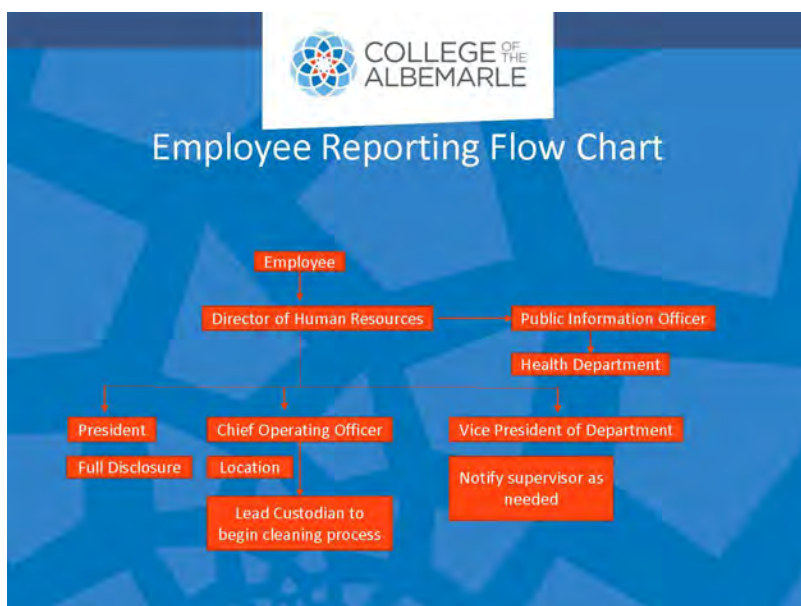 COLLEGE OF THE
ALBEMARLE
Employee Reporting Flow Chart
Employee
Director of Human Resources
Public Information Officer
Health Department
President
Chief Operating Officer
Vice President of Department
Full Disclosure
Location
Notify supervisor as
needed
Lead Custodian to
begin cleaning process